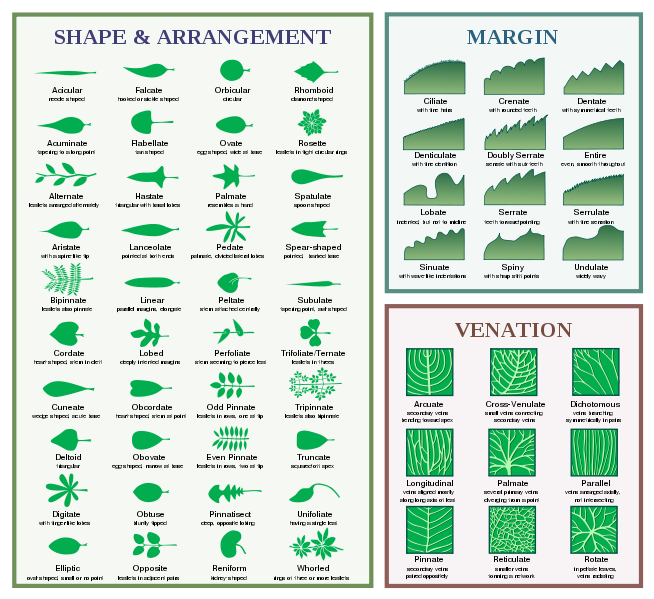 SHAPE & ARRANGEMENT
Acicular
needle shaped
Falcate
hooked or sickle shaped
Orbicular
circular
Rhomboid
diamond shaped
Acuminate
tapering to a long point
Flabellate
fan shaped
Ovate
egg shaped, wide at base
Rosette
leaflets in tight circular rings
Alternate
leaflets arranged alternately
Hastate
triangular with basal lobes
Palmate
resembles a hand
Spatulate
spoon shaped
Aristate
with a spine like tip
Lanceolate
pointed at both ends
Pedate
palmate, divided lateral lobes
Spear-shaped
pointed, barbed base
Bipinnate
leaflets also pinnate
Linear
parallel margins, elongate
Peltate
stem attached centrally
Subulate
tapering point, awl shaped
Cordate
heart shaped, stem in cleft
Lobed
deeply indented margins
Perfoliate
stem seeming to pierce leaf
Trifoliate/Ternate
leaflets in threes
Cuneate
wedge shaped, acute base
Obcordate
heart shaped, stem at point
Odd Pinnate
leaflets in rows, one at tip
Tripinnate
leaflets also bipinnate
Deltoid
triangular
Obovate
egg shaped, narrow at base
Even Pinnate
leaflets in rows, two at tip
Truncate
squared off apex
Digitate
with finger like lobes
Obtuse
bluntly tipped
Pinnatisect
deep, opposite lobing
Unifoliate
having a single leaf
Elliptic
oval shaped, small or no point
Opposite
leaflets in adjacent pairs
Reniform
kidney shaped
Whorled
rings of three or more leaflets
MARGIN
Ciliate
with fine hairs
Crenate
with rounded teeth
Dentate
with symmetrical teeth
Denticulate
with fine dentition
Doubly Serrate
serrate with sub teeth
Entire
even, smooth throughout
Lobate
indented, but not to midline
Serrate
teeth forward pointing
Serrulate
with fine serration
Sinuate
with wave like indentations
Spiny
with sharp stiff points
Undulate
widely wavy
VENATION
Arcuate
secondary veins
bending toward apex
Cross-Venulate
small veins connecting
secondary veins
Dichotomous
veins branching
symmetrically in pairs
Longitudinal
veins aligned mostly
along long axis of leaf
Palmate
several primary veins
diverging from a point
Parallel
veins arranged axially,
not intersecting
Pinnate
secondary veins
paired oppositely
Reticulate
smaller veins
forming a network
Rotate
in peltate leaves,
veins radiating